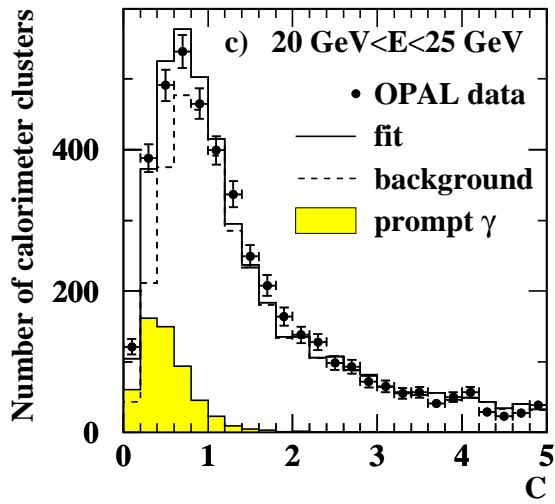 c) 20 GeV<E<25 GeV
OPAL data
fit
background
prompt γ
Number of calorimeter clusters
400
200
0
0 1 2 3 4 5
C